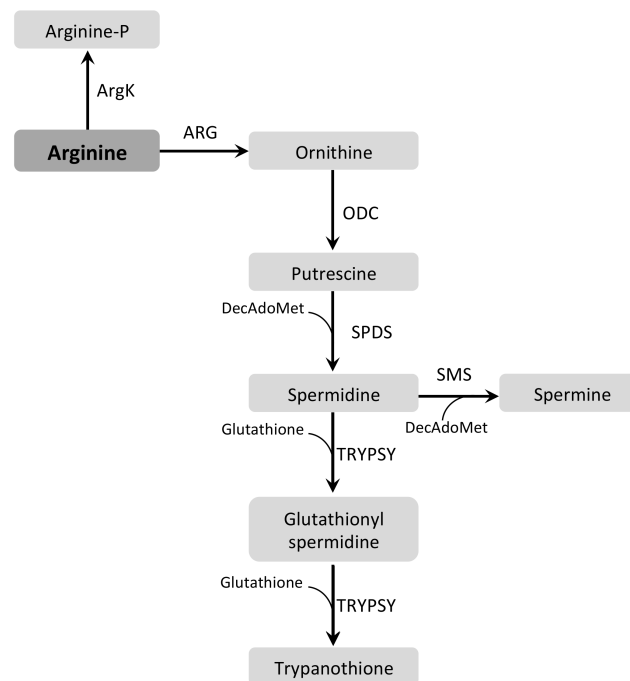 Arginine-P
ArgK
ARG
Arginine
Ornithine
ODC
Putrescine
DecAdoMet
SPDS
SMS
Spermidine
Spermine
Glutathione
DecAdoMet
TRYPSY
Glutathionyl
spermidine
Glutathione
TRYPSY
Trypanothione